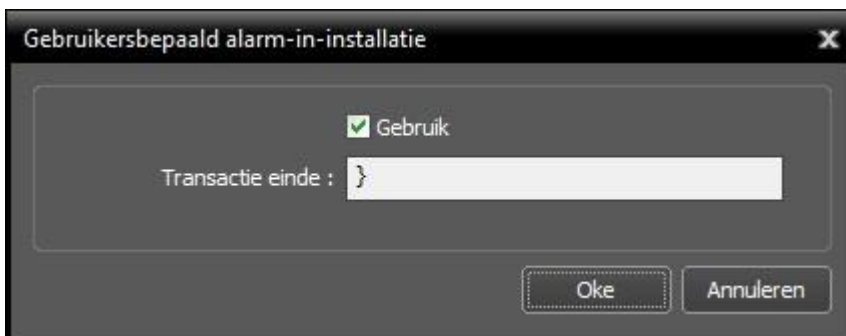 Gebruikersbepaald alarm-in-installatie
Gebruik
Transactie einde : }
Oke Annuleren